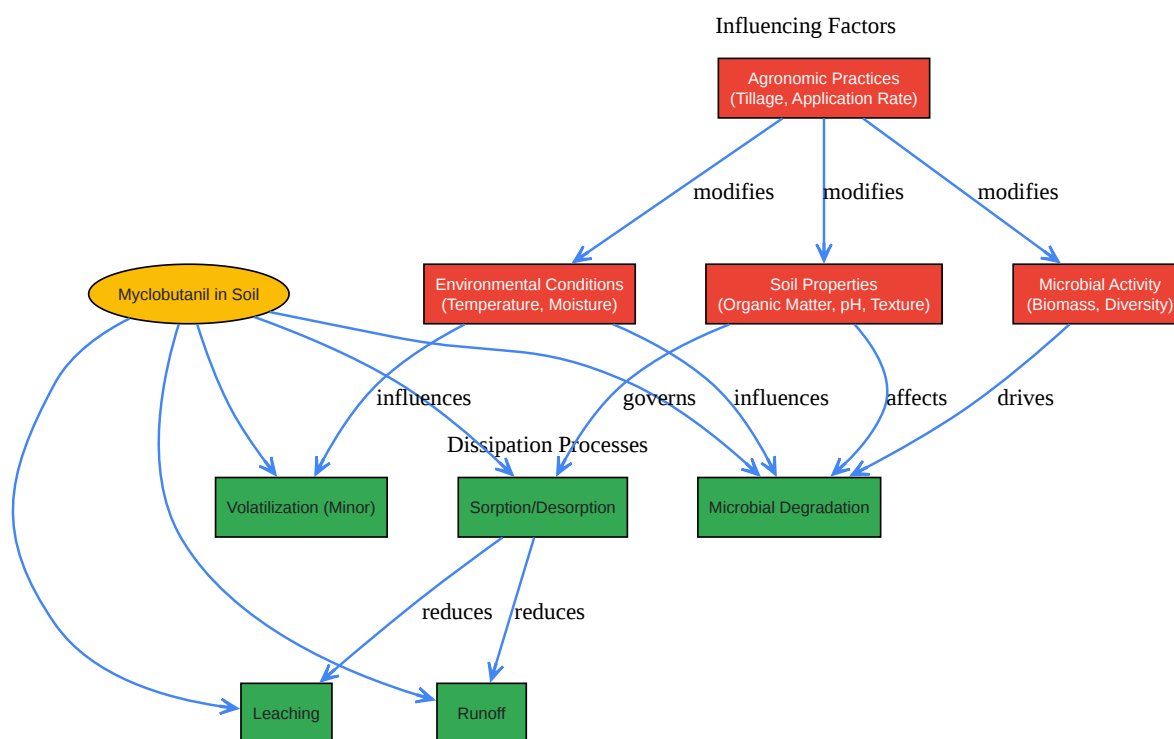 Influencing Factors
Agronomic Practices
(Tillage, Application Rate)
modifies
modifies
modifies
Myclobutanil in Soil
Environmental Conditions
(Temperature, Moisture)
Soil Properties
(Organic Matter, pH, Texture)
Microbial Activity
(Biomass, Diversity)
influences
governs
influences
affects
drives
Dissipation Processes
Volatilization (Minor)
Sorption/Desorption
Microbial Degradation
reduces
reduces
Leaching
Runoff